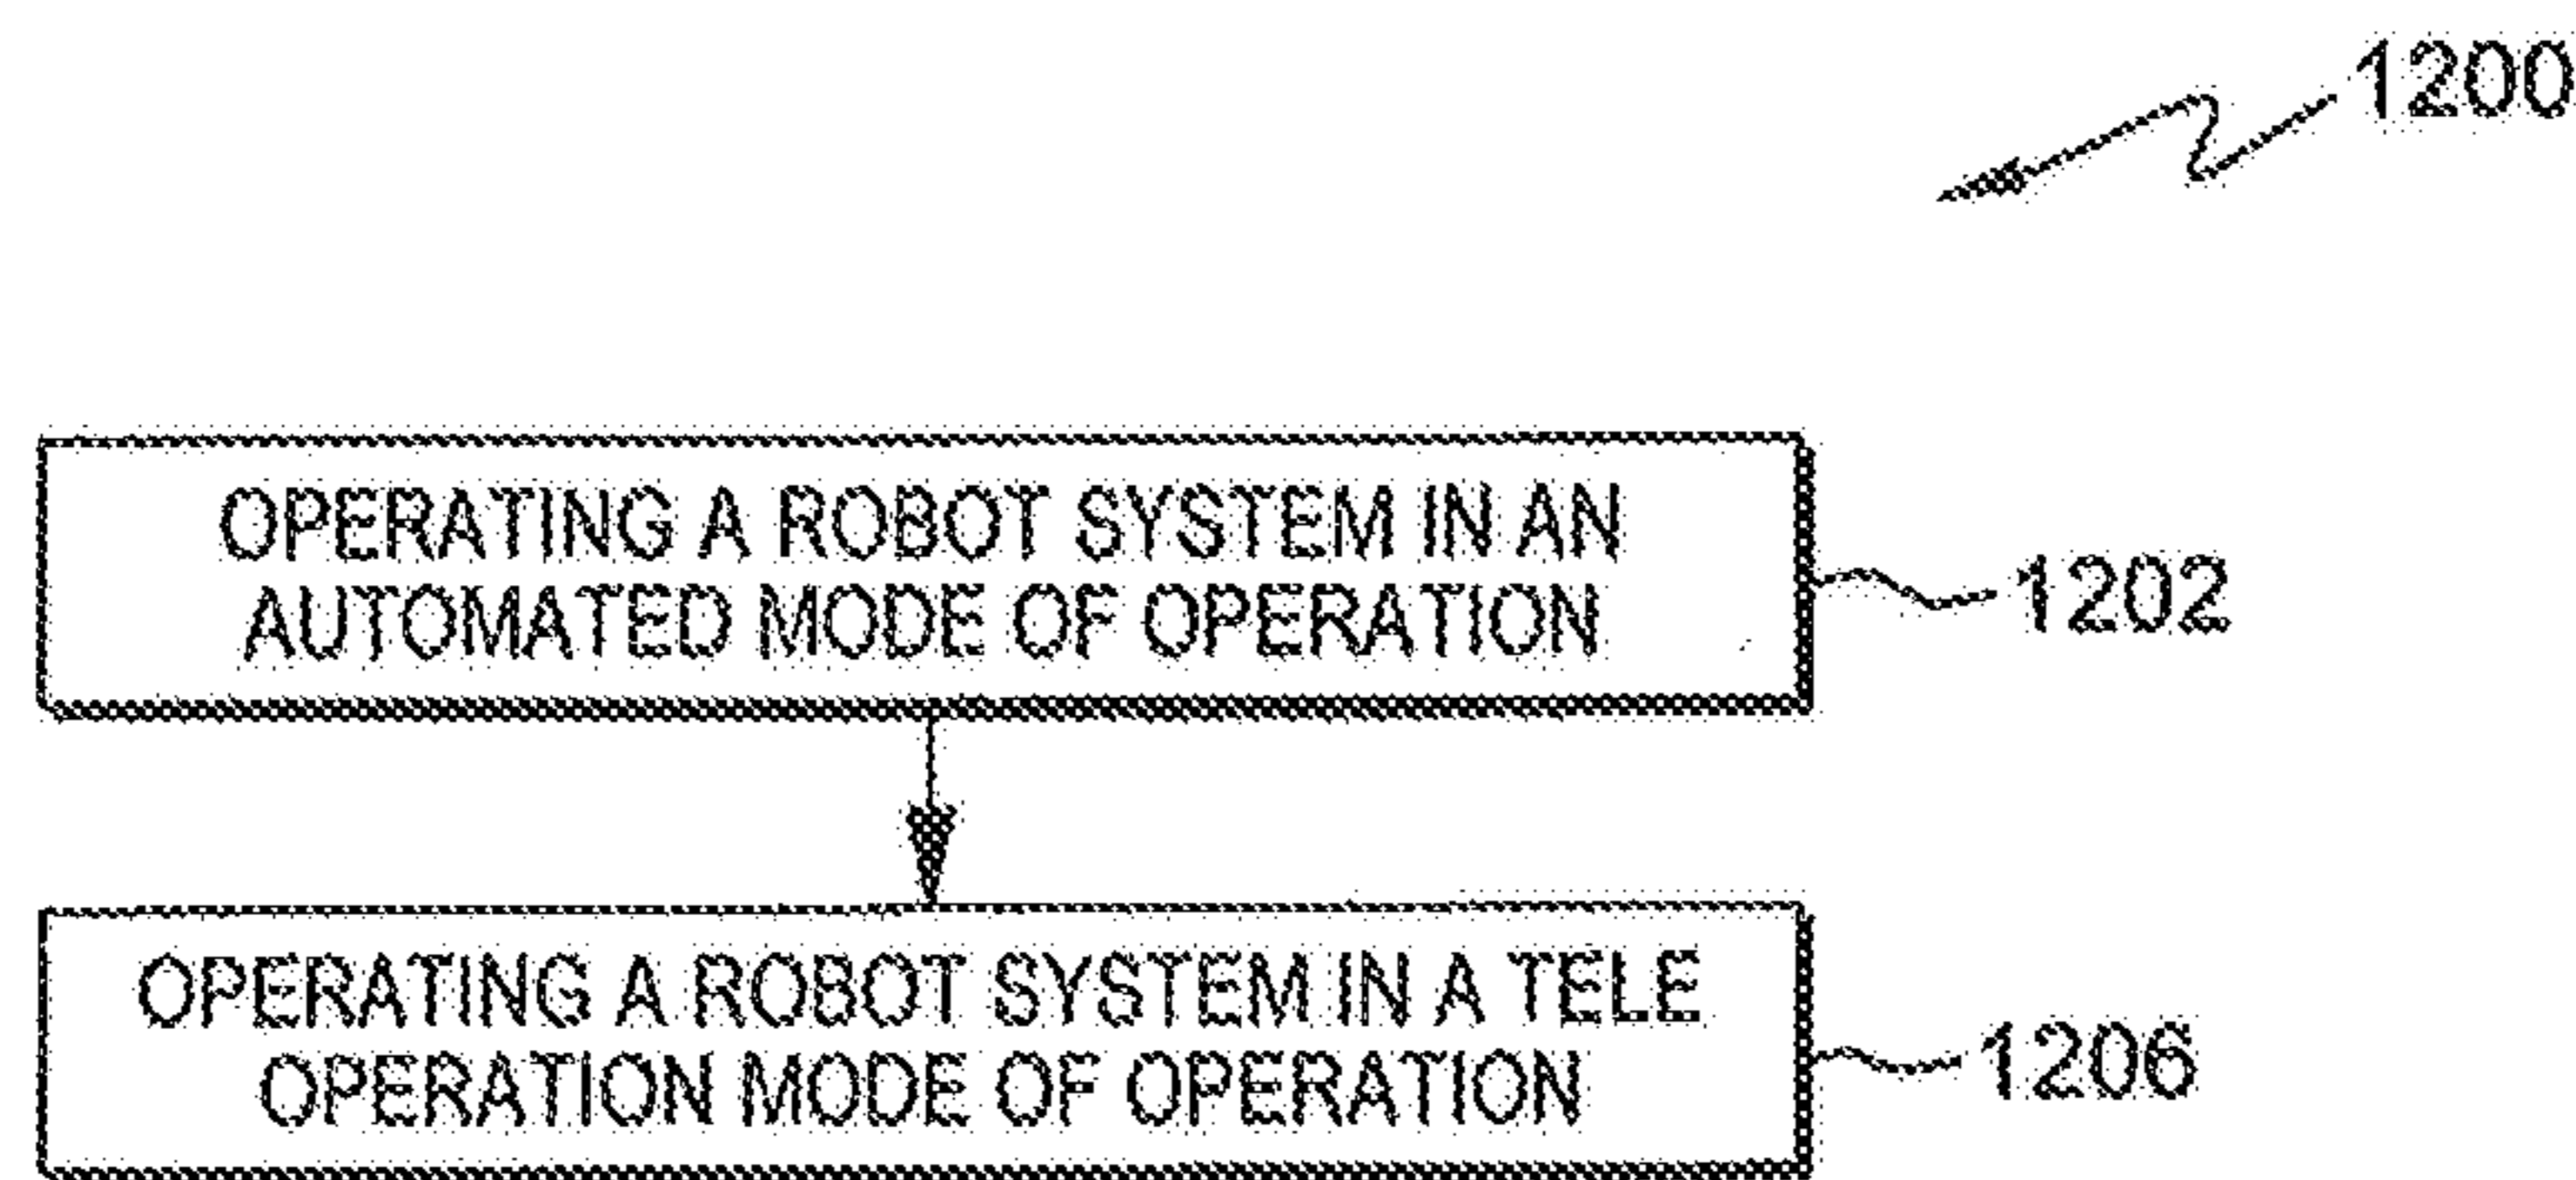 1200
OPERATING A ROBOT SYSTEM IN AN
AUTOMATED MODE OF OPERATION
1202
OPERATING A ROBOT SYSTEM IN A TELE
OPERATION MODE OF OPERATION
1206